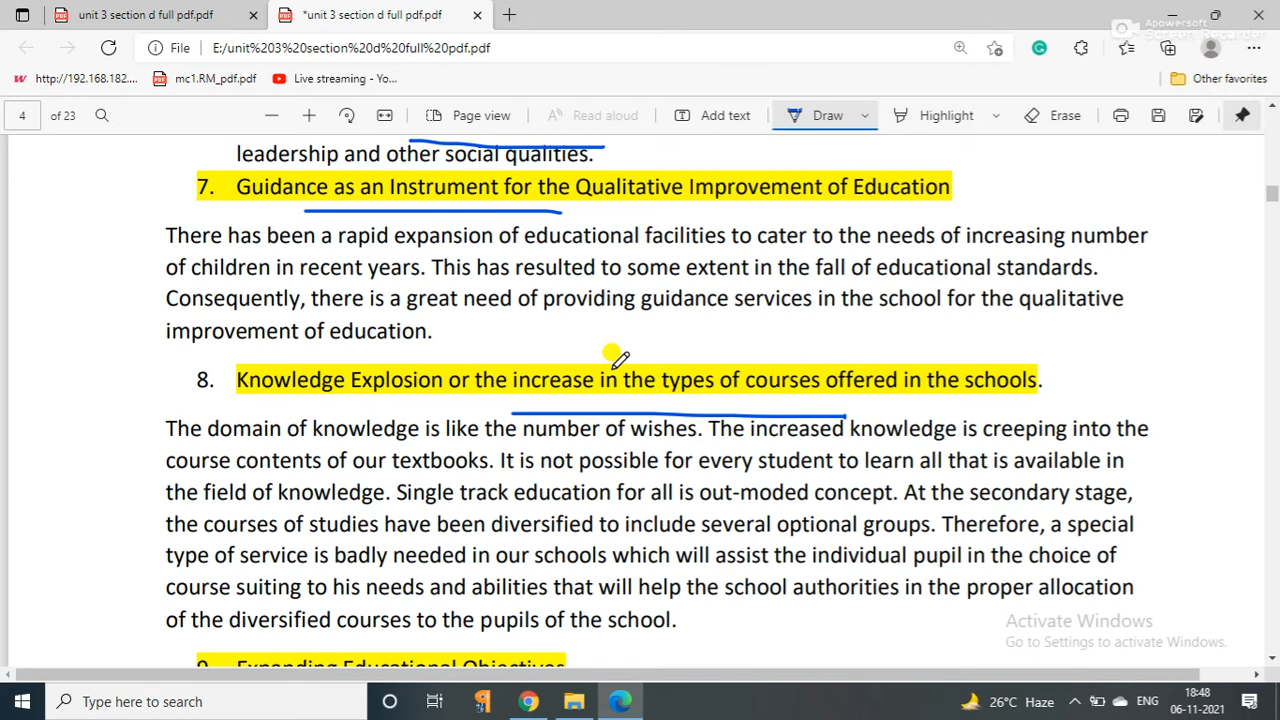 unit 3 section d full pdf.pdf
*unit 3 section d full pdf.pdf
Apowersoft
Screen Recorder
File
E:/unit%203%20section%20d%20full%20pdf.pdf
http://192.168.182....
mc1.RM_pdf.pdf
Live streaming - Yo...
Other favorites
4 of 23
Page view
Read aloud
Add text
Draw
Highlight
Erase
leadership and other social qualities.
7. Guidance as an Instrument for the Qualitative Improvement of Education
There has been a rapid expansion of educational facilities to cater to the needs of increasing number
of children in recent years. This has resulted to some extent in the fall of educational standards.
Consequently, there is a great need of providing guidance services in the school for the qualitative
improvement of education.
8. Knowledge Explosion or the increase in the types of courses offered in the schools.
The domain of knowledge is like the number of wishes. The increased knowledge is creeping into the
course contents of our textbooks. It is not possible for every student to learn all that is available in
the field of knowledge. Single track education for all is out-moded concept. At the secondary stage,
the courses of studies have been diversified to include several optional groups. Therefore, a special
type of service is badly needed in our schools which will assist the individual pupil in the choice of
course suiting to his needs and abilities that will help the school authorities in the proper allocation
of the diversified courses to the pupils of the school.
Activate Windows
Go to Settings to activate Windows.
9. Expanding Educational Objectives
Type here to search
26°C Haze
ENG
18:48
06-11-2021